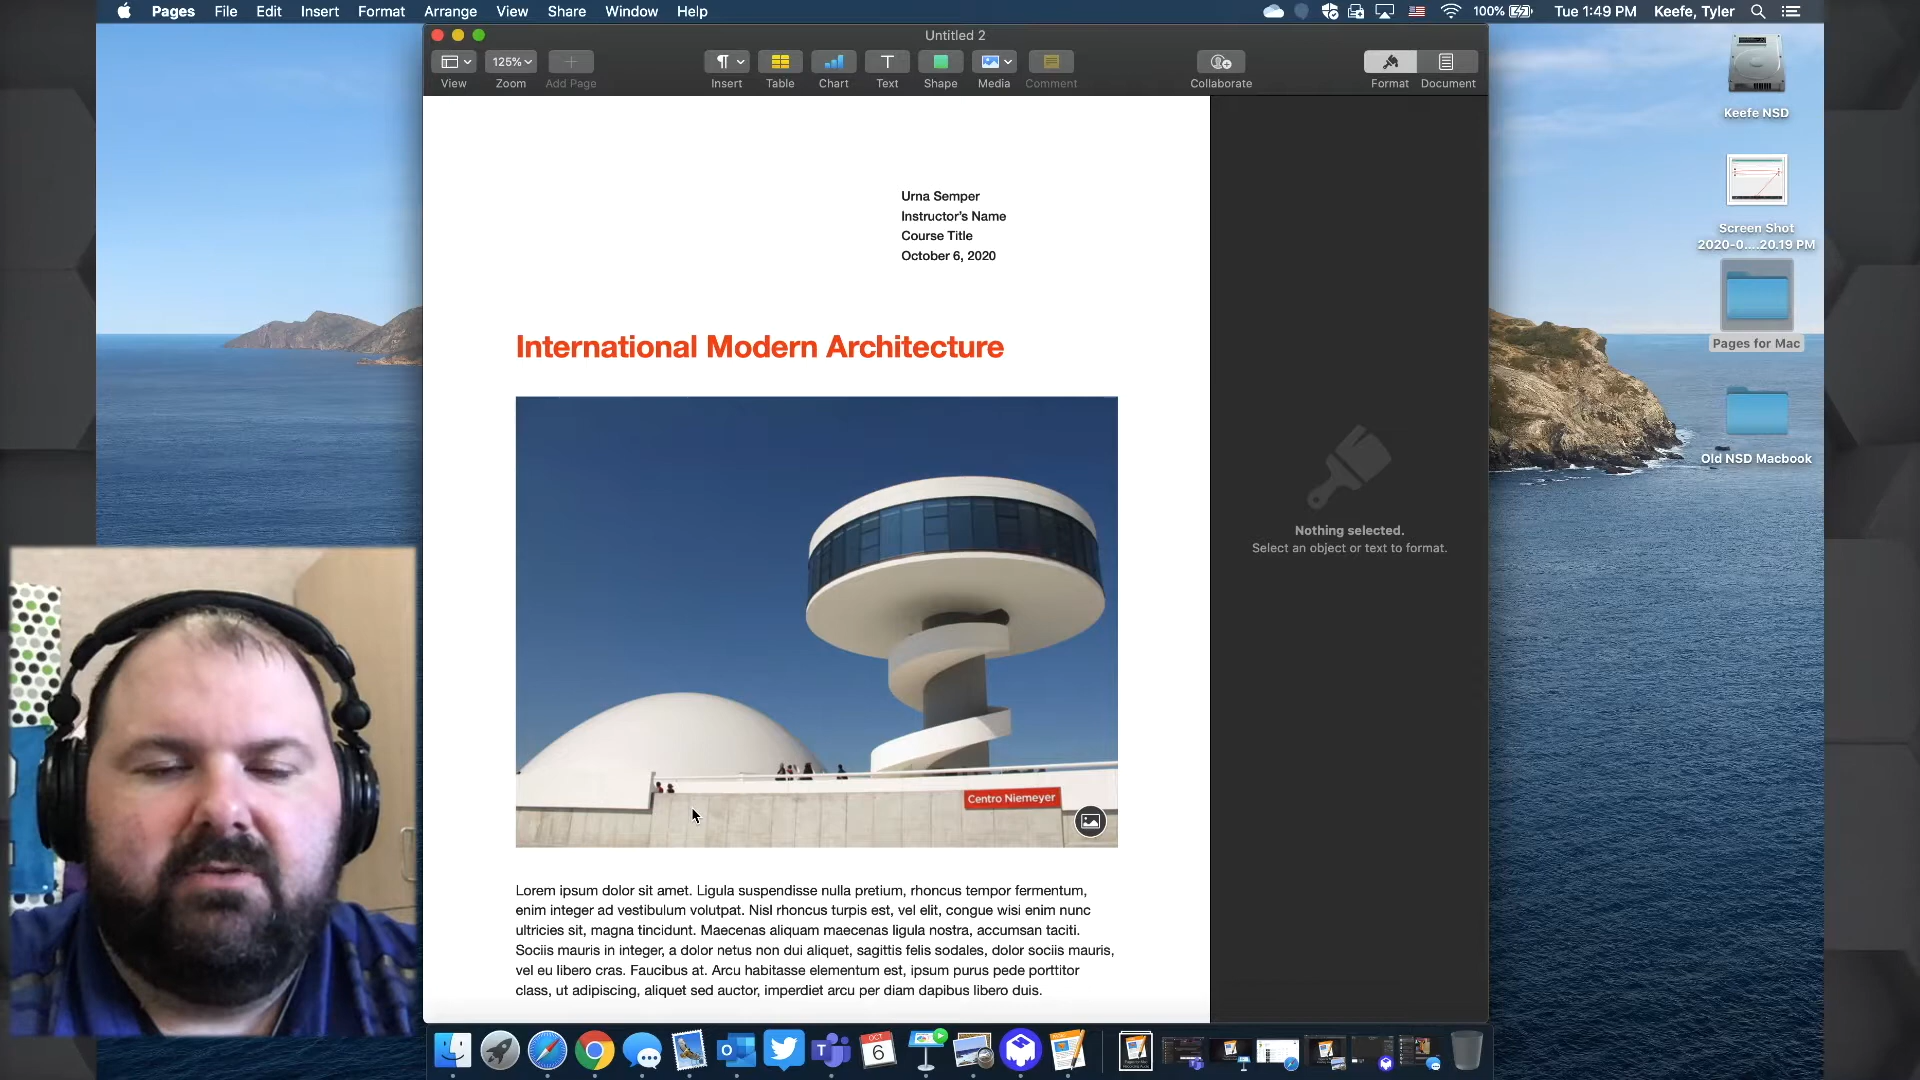 Pages File Edit Insert Format Arrange View Share Window Help
100% Tue 1:49 PM Keefe, Tyler
Untitled 2
125%
View Zoom Add Page Insert Table Chart Text Shape Media Comment Collaborate Format Document
Urna Semper
Instructor's Name
Course Title
October 6, 2020
International Modern Architecture
Centro Niemeyer
Lorem ipsum dolor sit amet. Ligula suspendisse nulla pretium, rhoncus tempor fermentum,
enim integer ad vestibulum volutpat. Nisl rhoncus turpis est, vel elit, congue wisi enim nunc
ultricies sit, magna tincidunt. Maecenas aliquam maecenas ligula nostra, accumsan taciti.
Sociis mauris in integer, a dolor netus non dui aliquet, sagittis felis sodales, dolor sociis mauris,
vel eu libero cras. Faucibus at. Arcu habitasse elementum est, ipsum purus pede porttitor
class, ut adipiscing, aliquet sed auctor, imperdiet arcu per diam dapibus libero duis.
Nothing selected.
Select an object or text to format.
Keefe NSD
Screen Shot
2020-0....20.19 PM
Pages for Mac
Old NSD Macbook
OCT
6